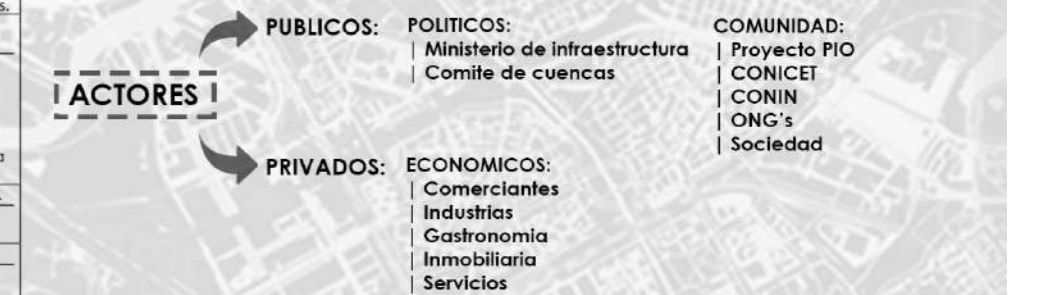 s.
a
ACTORES
PUBLICOS:
POLITICOS:
| Ministerio de infraestructura
| Comite de cuencas
COMUNIDAD:
| Proyecto PIO
| CONICET
| CONIN
| ONG's
| Sociedad
PRIVADOS:
ECONOMICOS:
| Comerciantes
| Industrias
| Gastronomia
| Inmobiliaria
| Servicios